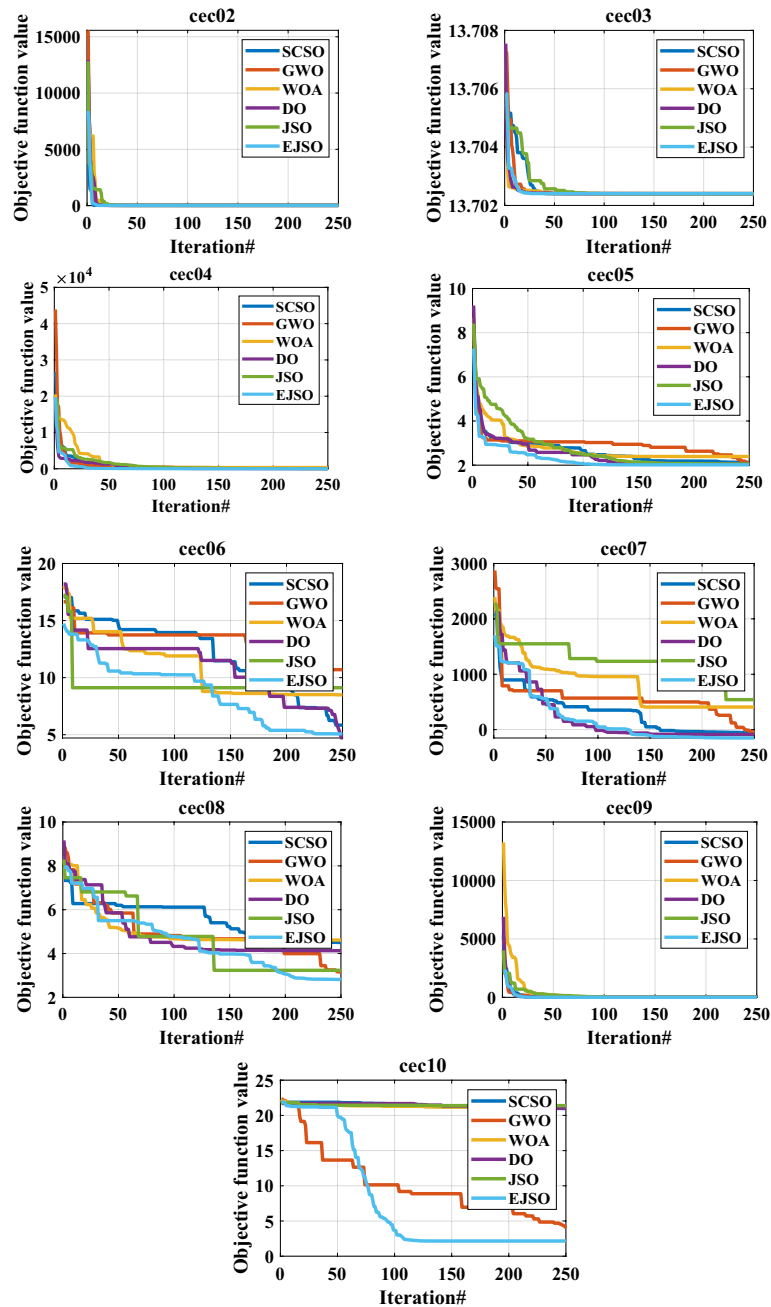 cec02
Objective function value
15000
10000
5000
0
0 50 100 150 200 250
Iteration#
SCSO
GWO
WOA
DO
JSO
EJSO
cec03
Objective function value
13.708
13.706
13.704
13.702
0 50 100 150 200 250
Iteration#
SCSO
GWO
WOA
DO
JSO
EJSO
cec04
×10⁴
Objective function value
5
4
3
2
1
0
0 50 100 150 200 250
Iteration#
SCSO
GWO
WOA
DO
JSO
EJSO
cec05
Objective function value
10
8
6
4
2
0 50 100 150 200 250
Iteration#
SCSO
GWO
WOA
DO
JSO
EJSO
cec06
Objective function value
20
15
10
5
0 50 100 150 200 250
Iteration#
SCSO
GWO
WOA
DO
JSO
EJSO
cec07
Objective function value
3000
2000
1000
0
0 50 100 150 200 250
Iteration#
SCSO
GWO
WOA
DO
JSO
EJSO
cec08
Objective function value
10
8
6
4
2
0 50 100 150 200 250
Iteration#
SCSO
GWO
WOA
DO
JSO
EJSO
cec09
Objective function value
15000
10000
5000
0
0 50 100 150 200 250
Iteration#
SCSO
GWO
WOA
DO
JSO
EJSO
cec10
Objective function value
25
20
15
10
5
0
0 50 100 150 200 250
Iteration#
SCSO
GWO
WOA
DO
JSO
EJSO